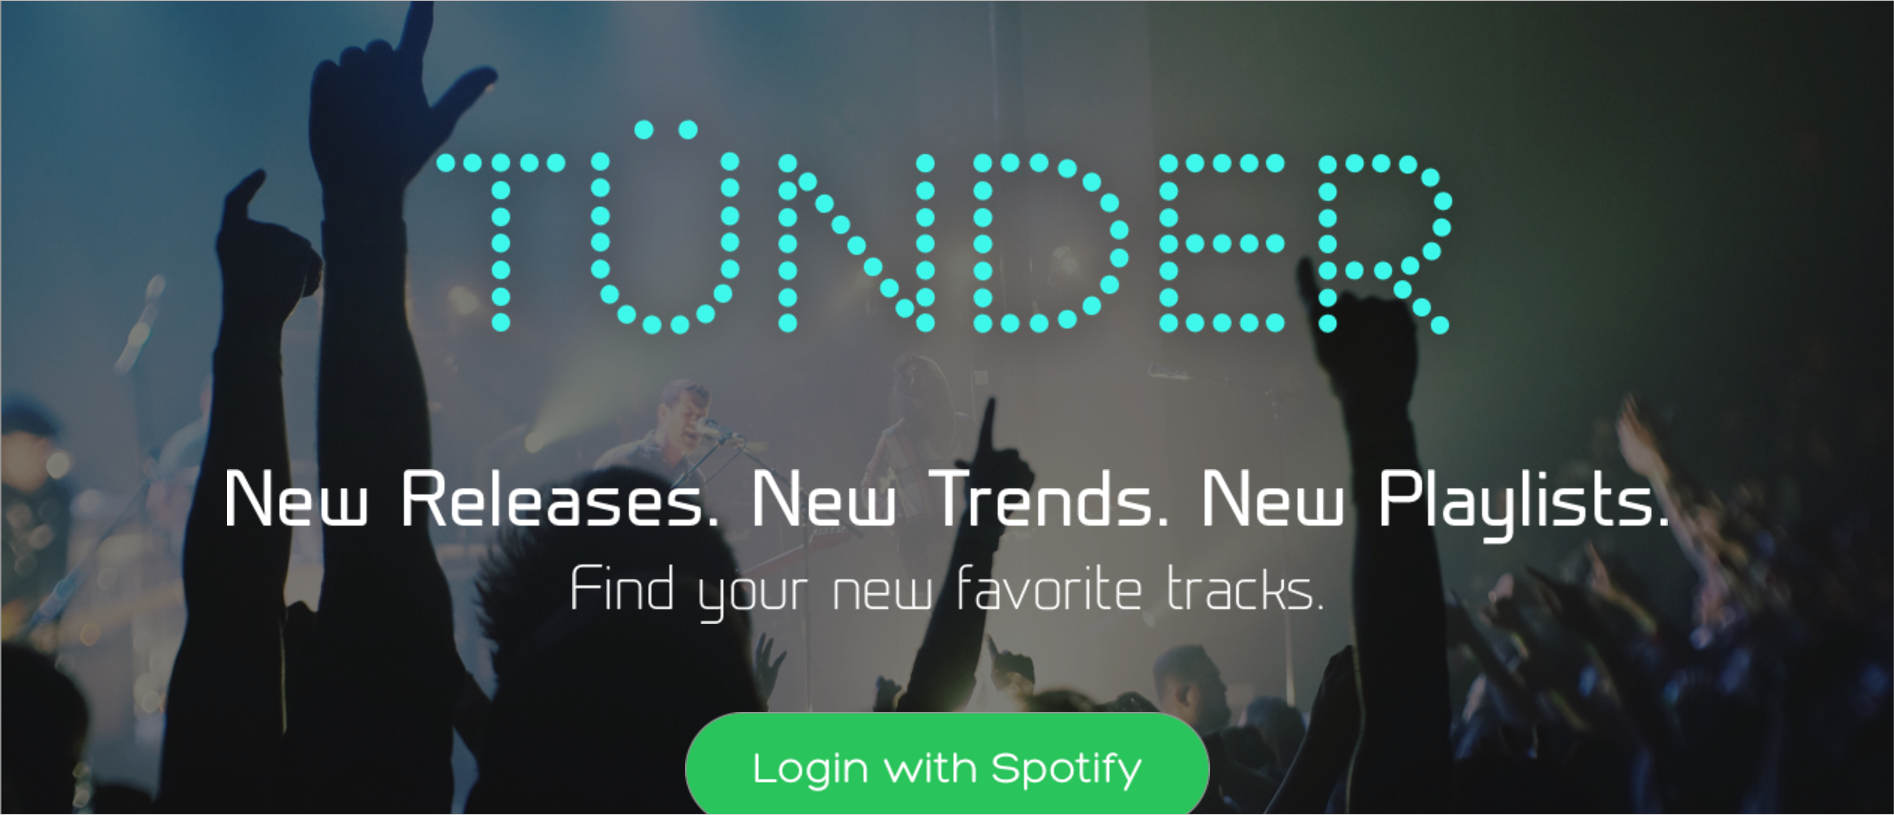 TÜNDER
New Releases. New Trends. New Playlists.
Find your new favorite tracks.
Login with Spotify